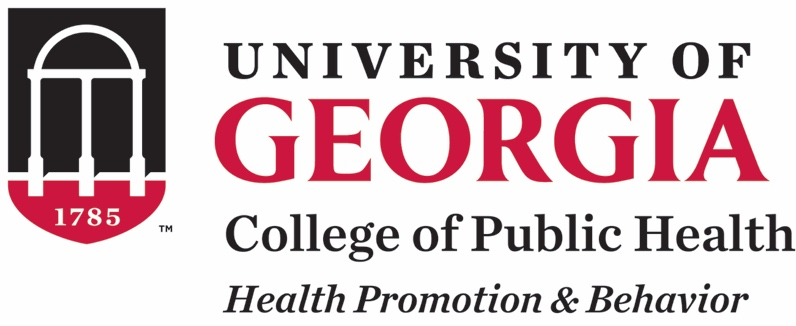 UNIVERSITY OF
GEORGIA
1785
™
College of Public Health
Health Promotion & Behavior